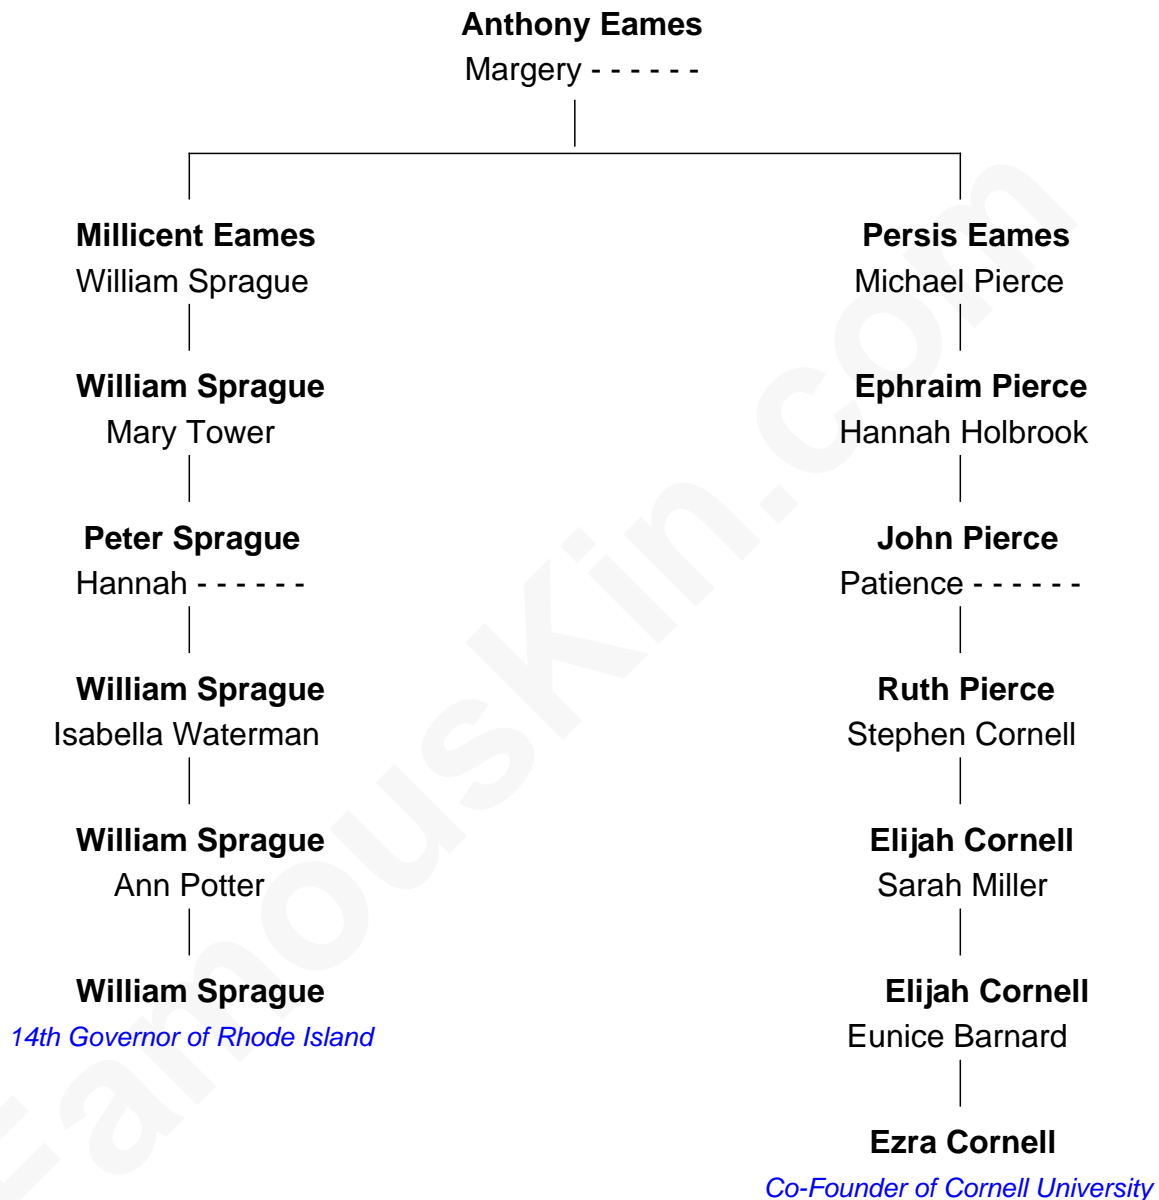 Anthony Eames
Margery - - - - - -
Millicent Eames
William Sprague
Persis Eames
Michael Pierce
William Sprague
Mary Tower
Ephraim Pierce
Hannah Holbrook
Peter Sprague
Hannah - - - - - -
John Pierce
Patience - - - - - -
William Sprague
Isabella Waterman
Ruth Pierce
Stephen Cornell
William Sprague
Ann Potter
Elijah Cornell
Sarah Miller
William Sprague
14th Governor of Rhode Island
Elijah Cornell
Eunice Barnard
Ezra Cornell
Co-Founder of Cornell University
FamousKin.com